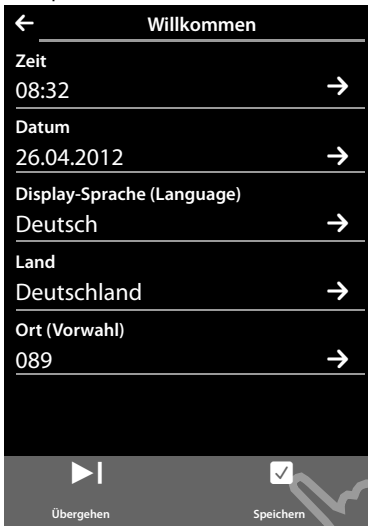 Willkommen
Zeit
08:32
Datum
26.04.2012
Display-Sprache (Language)
Deutsch
Land
Deutschland
Ort (Vorwahl)
089
Übergehen Speichern